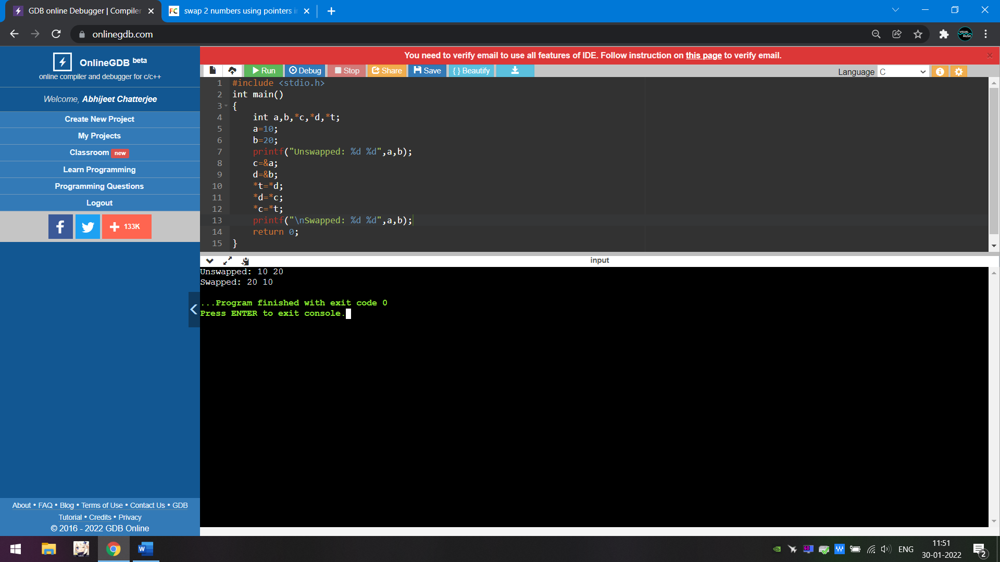 GDB online Debugger | Compiler
swap 2 numbers using pointers i
onlinegdb.com
OnlineGDB beta
online compiler and debugger for c/c++
Welcome, Abhijeet Chatterjee
Create New Project
My Projects
Classroom new
Learn Programming
Programming Questions
Logout
133K
You need to verify email to use all features of IDE. Follow instruction on this page to verify email.
Run Debug Stop Share Save { } Beautify
Language C
1 #include <stdio.h>
2 int main()
3 {
4 int a,b,*c,*d,*t;
5 a=10;
6 b=20;
7 printf("Unswapped: %d %d",a,b);
8 c=&a;
9 d=&b;
10 *t=*d;
11 *d=*c;
12 *c=*t;
13 printf("\nSwapped: %d %d",a,b);
14 return 0;
15 }
input
Unswapped: 10 20
Swapped: 20 10
...Program finished with exit code 0
Press ENTER to exit console.
About • FAQ • Blog • Terms of Use • Contact Us • GDB
Tutorial • Credits • Privacy
© 2016 - 2022 GDB Online
ENG
11:51
30-01-2022
2